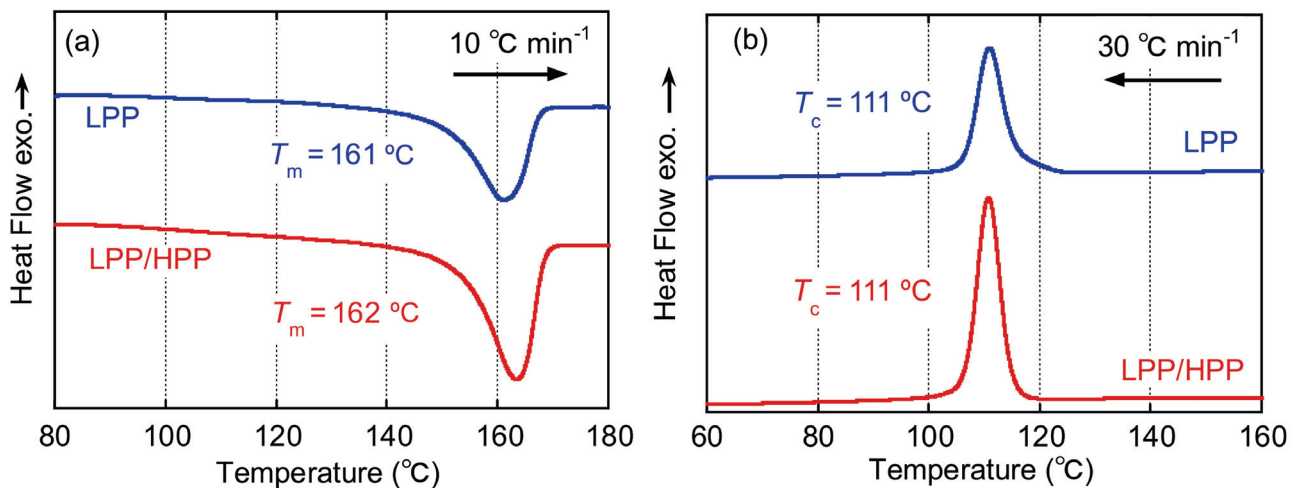 (a)
10 °C min⁻¹
LPP
Tm = 161 ºC
LPP/HPP
Tm = 162 ºC
Heat Flow exo. →
80 100 120 140 160 180
Temperature (°C)
(b)
30 °C min⁻¹
Tc = 111 ºC
LPP
Tc = 111 ºC
LPP/HPP
Heat Flow exo. →
60 80 100 120 140 160
Temperature (°C)